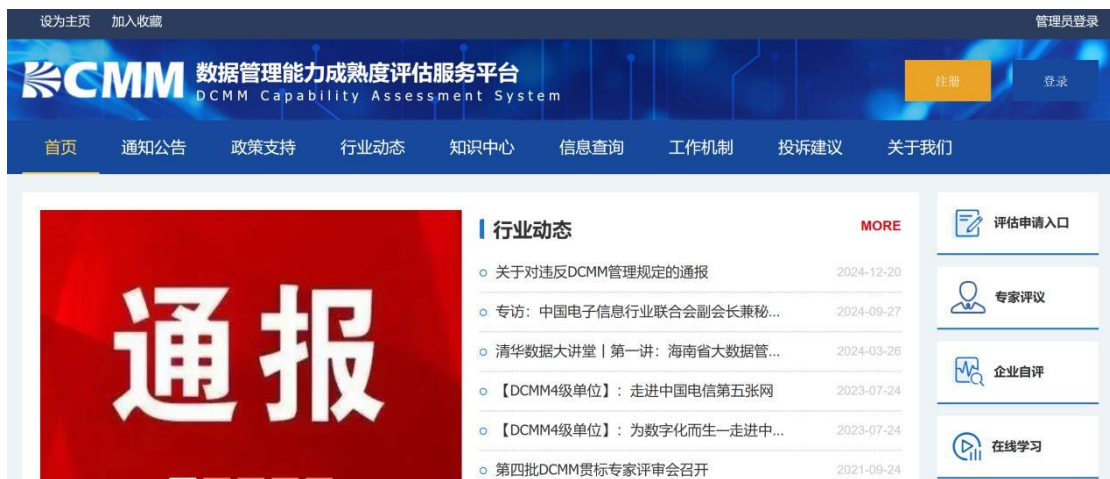 设为主页 加入收藏 管理员登录
DCMM 数据管理能力成熟度评估服务平台
DCMM Capability Assessment System
注册 登录
首页 通知公告 政策支持 行业动态 知识中心 信息查询 工作机制 投诉建议 关于我们
通报
行业动态 MORE
关于对违反DCMM管理规定的通报 2024-12-20
专访：中国电子信息行业联合会副会长兼秘... 2024-09-27
清华数据大讲堂丨第一讲：海南省大数据管... 2024-03-26
【DCMM4级单位】：走进中国电信第五张网 2023-07-24
【DCMM4级单位】：为数字化而生—走进中... 2023-07-24
第四批DCMM贯标专家评审会召开 2021-09-24
评估申请入口
专家评议
企业自评
在线学习